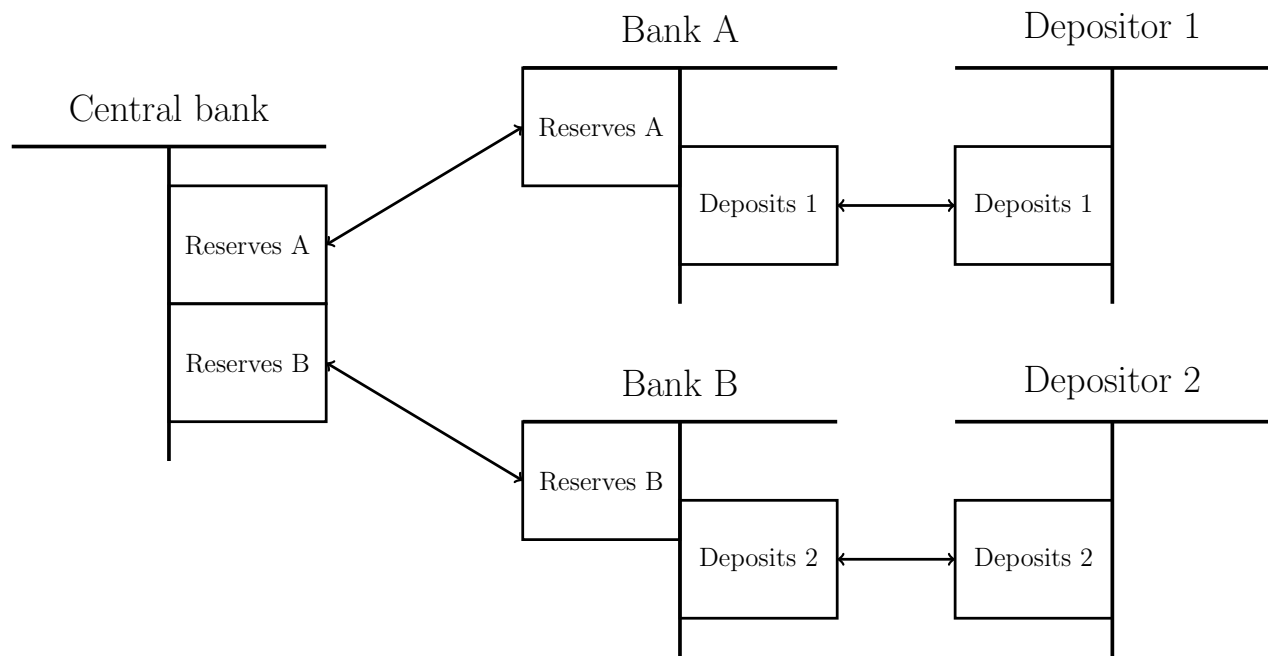 Central bank
Reserves A
Reserves B
Bank A
Reserves A
Deposits 1
Depositor 1
Deposits 1
Bank B
Reserves B
Deposits 2
Depositor 2
Deposits 2